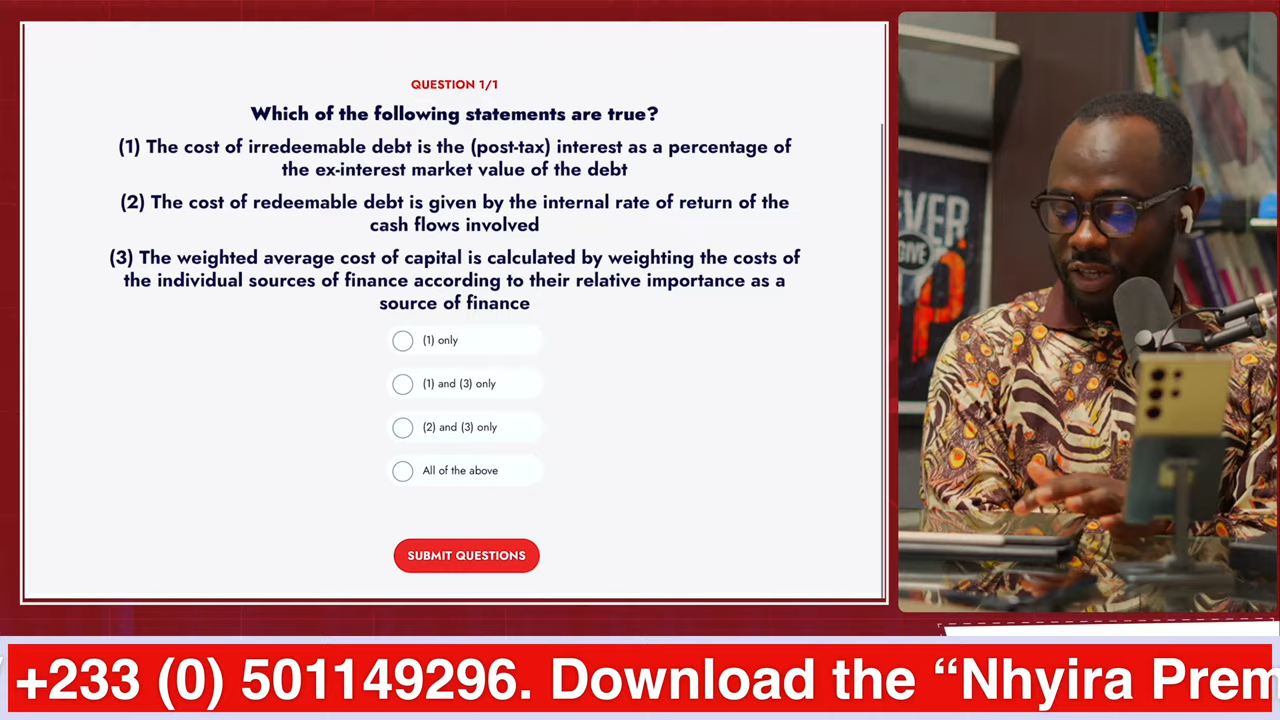 QUESTION 1/1
Which of the following statements are true?
(1) The cost of irredeemable debt is the (post-tax) interest as a percentage of
the ex-interest market value of the debt
(2) The cost of redeemable debt is given by the internal rate of return of the
cash flows involved
(3) The weighted average cost of capital is calculated by weighting the costs of
the individual sources of finance according to their relative importance as a
source of finance
(1) only
(1) and (3) only
(2) and (3) only
All of the above
SUBMIT QUESTIONS
EVER
GIVE
P
+233 (0) 501149296. Download the “Nhyira Prem